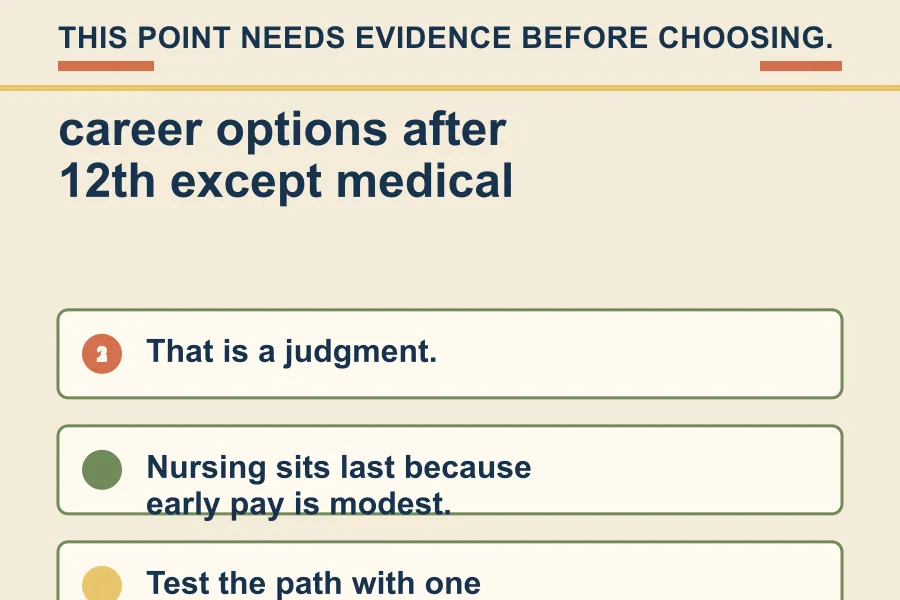 THIS POINT NEEDS EVIDENCE BEFORE CHOOSING.
career options after
12th except medical
That is a judgment.
Nursing sits last because
early pay is modest.
Test the path with one